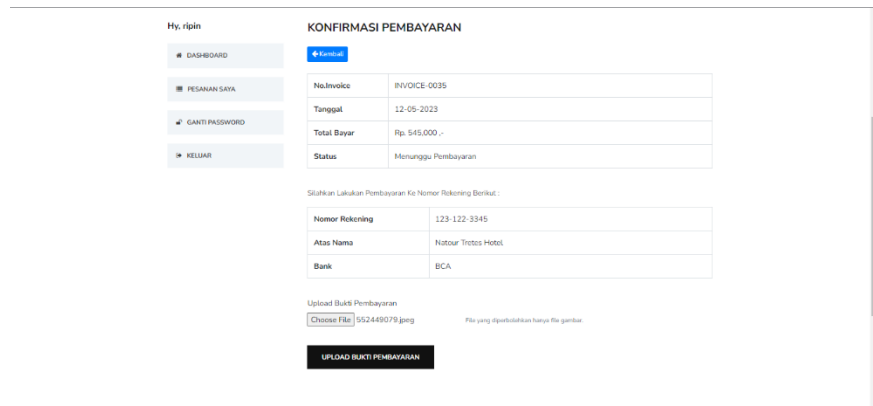 Hy, ripin
DASHBOARD
PESANAN SAYA
GANTI PASSWORD
KELUAR
KONFIRMASI PEMBAYARAN
Kembali
No.Invoice INVOICE-0035
Tanggal 12-05-2023
Total Bayar Rp. 545,000 ,-
Status Menunggu Pembayaran
Silahkan Lakukan Pembayaran Ke Nomor Rekening Berikut :
Nomor Rekening 123-122-3345
Atas Nama Natour Tretes Hotel
Bank BCA
Upload Bukti Pembayaran
Choose File 552449079.jpeg File yang diperbolehkan hanya file gambar.
UPLOAD BUKTI PEMBAYARAN